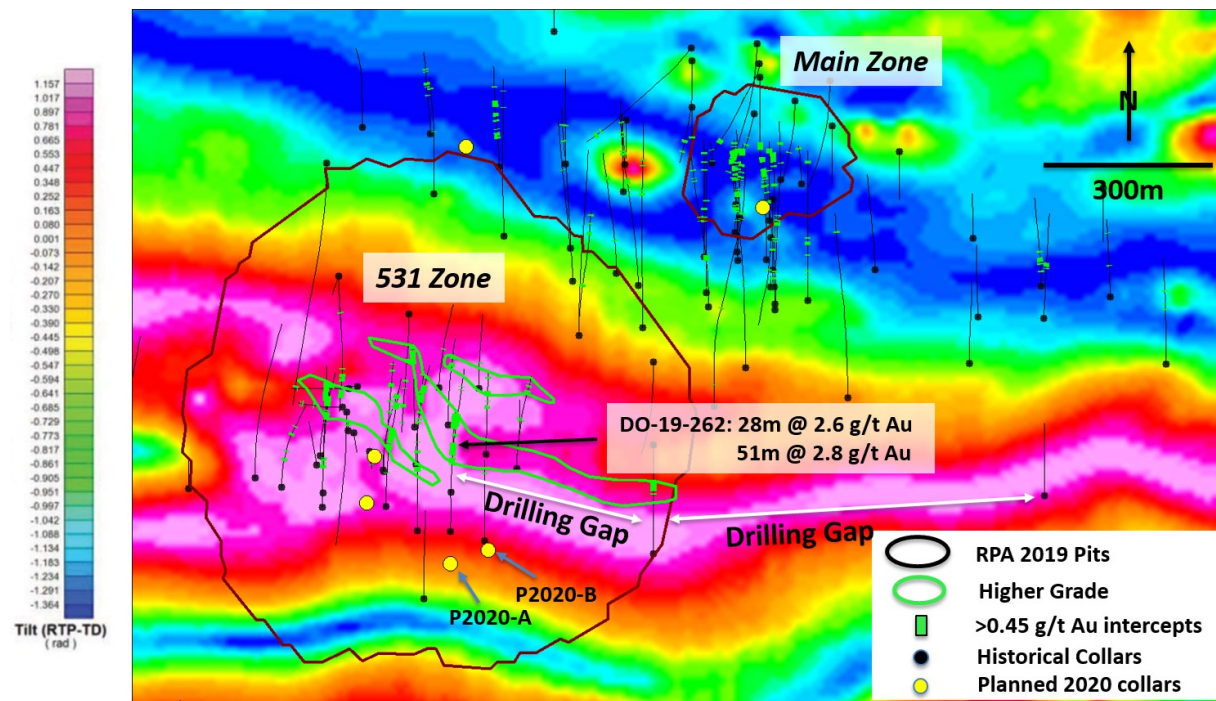 Main Zone
N
300m
531 Zone
DO-19-262: 28m @ 2.6 g/t Au
51m @ 2.8 g/t Au
Drilling Gap
Drilling Gap
P2020-B
P2020-A
1.157
1.017
0.897
0.781
0.665
0.553
0.447
0.348
0.248
0.163
0.080
0.001
-0.073
-0.142
-0.207
-0.270
-0.330
-0.390
-0.445
-0.498
-0.547
-0.594
-0.641
-0.685
-0.729
-0.773
-0.817
-0.861
-0.905
-0.951
-0.997
-1.042
-1.088
-1.134
-1.183
-1.234
-1.291
-1.364
Tilt (RTP-TD)
( rad )
RPA 2019 Pits
Higher Grade
>0.45 g/t Au intercepts
Historical Collars
Planned 2020 collars